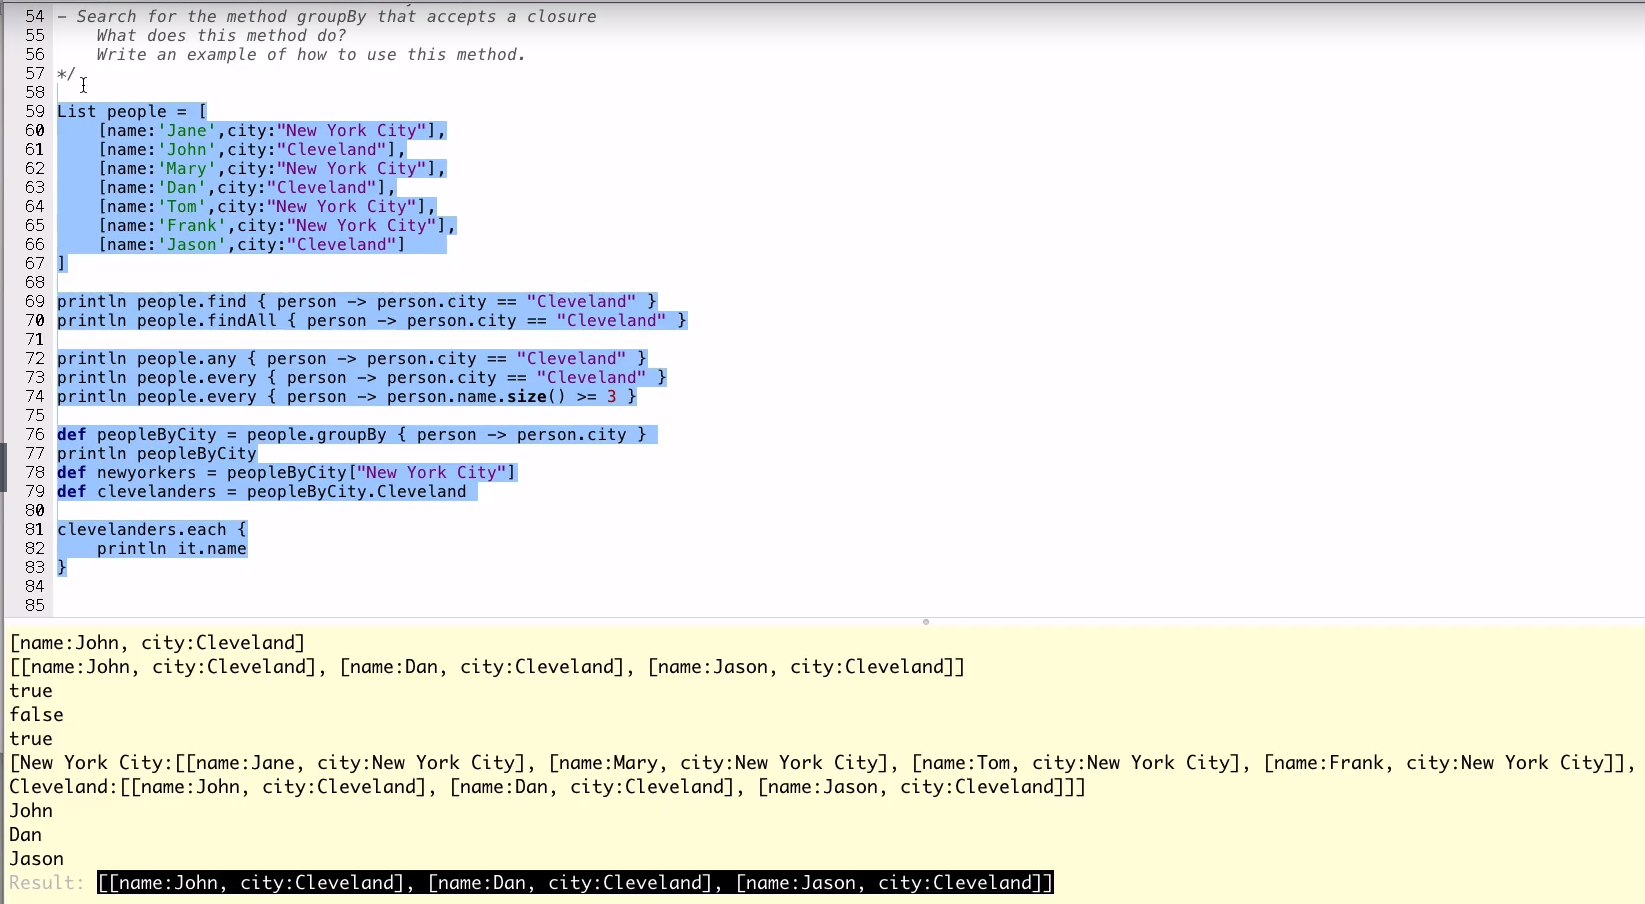 54 - Search for the method groupBy that accepts a closure
55     What does this method do?
56     Write an example of how to use this method.
57 */
58
59 List people = [
60     [name:'Jane',city:"New York City"],
61     [name:'John',city:"Cleveland"],
62     [name:'Mary',city:"New York City"],
63     [name:'Dan',city:"Cleveland"],
64     [name:'Tom',city:"New York City"],
65     [name:'Frank',city:"New York City"],
66     [name:'Jason',city:"Cleveland"]
67 ]
68
69 println people.find { person -> person.city == "Cleveland" }
70 println people.findAll { person -> person.city == "Cleveland" }
71
72 println people.any { person -> person.city == "Cleveland" }
73 println people.every { person -> person.city == "Cleveland" }
74 println people.every { person -> person.name.size() >= 3 }
75
76 def peopleByCity = people.groupBy { person -> person.city }
77 println peopleByCity
78 def newyorkers = peopleByCity["New York City"]
79 def clevelanders = peopleByCity.Cleveland
80
81 clevelanders.each {
82     println it.name
83 }
84
85
[name:John, city:Cleveland]
[[name:John, city:Cleveland], [name:Dan, city:Cleveland], [name:Jason, city:Cleveland]]
true
false
true
[New York City:[[name:Jane, city:New York City], [name:Mary, city:New York City], [name:Tom, city:New York City], [name:Frank, city:New York City]],
Cleveland:[[name:John, city:Cleveland], [name:Dan, city:Cleveland], [name:Jason, city:Cleveland]]]
John
Dan
Jason
Result: [[name:John, city:Cleveland], [name:Dan, city:Cleveland], [name:Jason, city:Cleveland]]